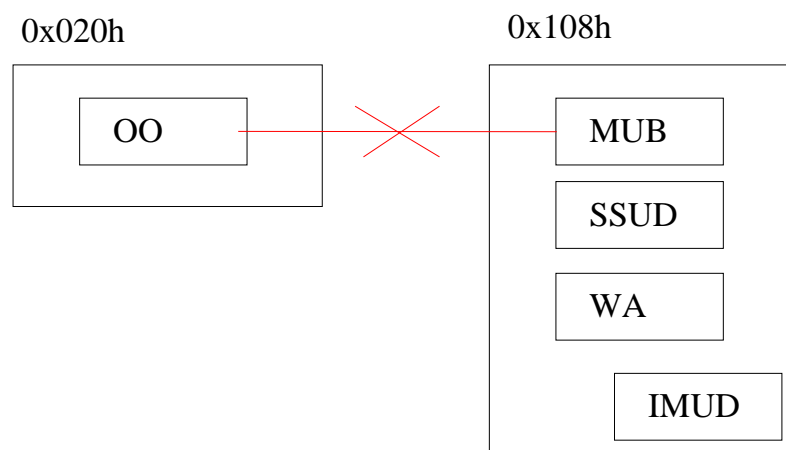 0x020h
0x108h
OO
MUB
SSUD
WA
IMUD